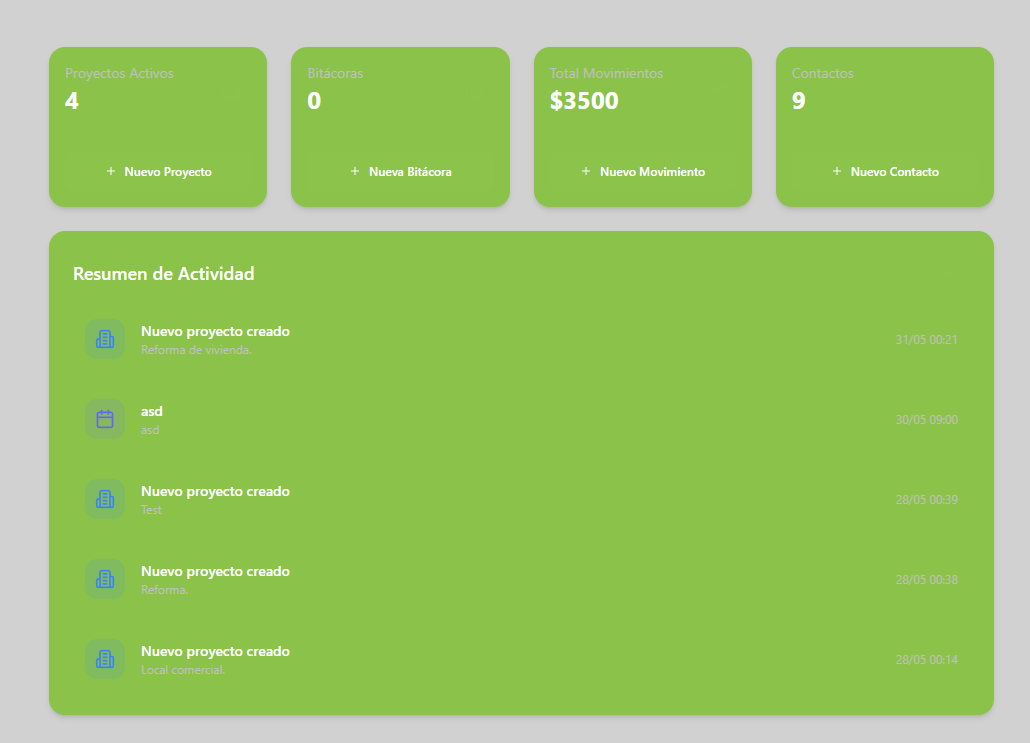 Proyectos Activos
4
+ Nuevo Proyecto
Bitácoras
0
+ Nueva Bitácora
Total Movimientos
$3500
+ Nuevo Movimiento
Contactos
9
+ Nuevo Contacto
Resumen de Actividad
Nuevo proyecto creado
Reforma de vivienda.
31/05 00:21
asd
asd
30/05 09:00
Nuevo proyecto creado
Test
28/05 00:39
Nuevo proyecto creado
Reforma.
28/05 00:38
Nuevo proyecto creado
Local comercial.
28/05 00:14